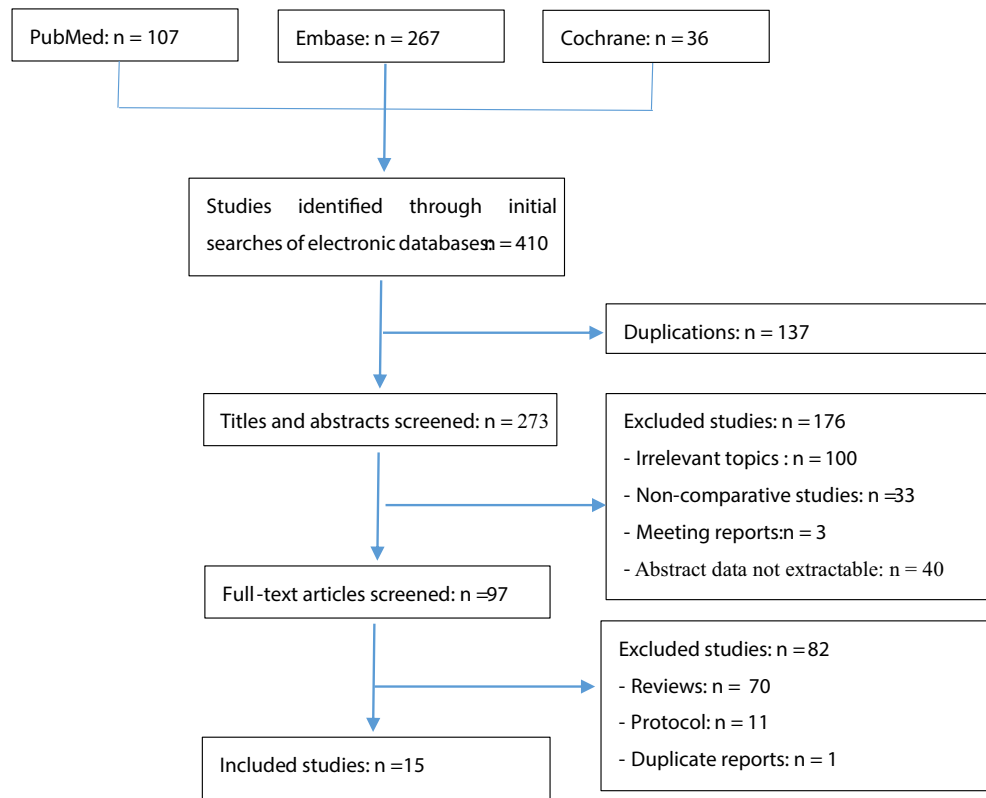 PubMed: n = 107
Embase: n = 267
Cochrane: n = 36
Studies identified through initial
searches of electronic databases: n = 410
Duplications: n = 137
Titles and abstracts screened: n = 273
Excluded studies: n = 176
- Irrelevant topics : n = 100
- Non-comparative studies: n =33
- Meeting reports:n = 3
- Abstract data not extractable: n = 40
Full-text articles screened: n =97
Excluded studies: n = 82
- Reviews: n = 70
- Protocol: n = 11
- Duplicate reports: n = 1
Included studies: n =15